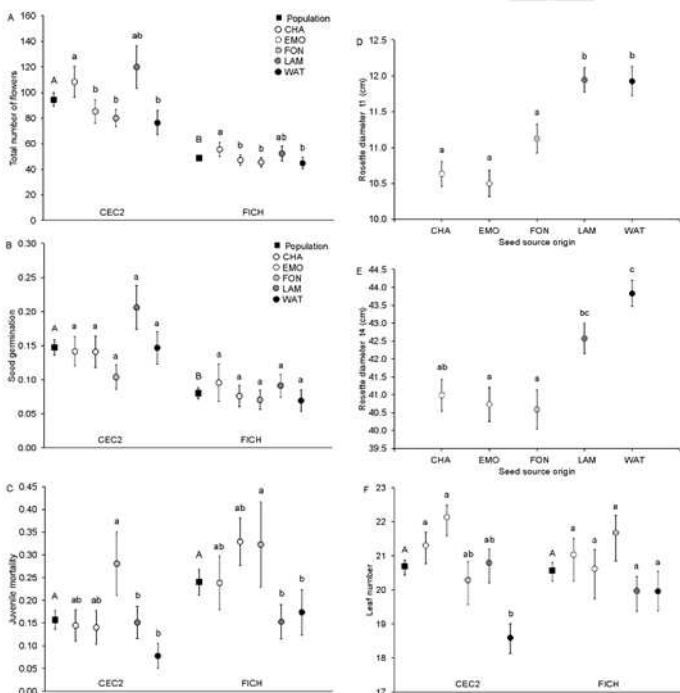 A
Total number of flowers
160
140
120
100
80
60
40
20
0
A
a
b
b
ab
b
B
a
b
b
ab
b
CEC2
FICH
Population
CHA
EMO
FON
LAM
WAT
D
Rosette diameter t1 (cm)
12.5
12.0
11.5
11.0
10.5
10.0
a
a
a
b
b
CHA
EMO
FON
LAM
WAT
Seed source origin
B
Seed germination
0.30
0.25
0.20
0.15
0.10
0.05
0.00
A
a
a
a
a
a
B
a
a
a
a
a
CEC2
FICH
Population
CHA
EMO
FON
LAM
WAT
E
Rosette diameter t4 (cm)
44.5
44.0
43.5
43.0
42.5
42.0
41.5
41.0
40.5
40.0
39.5
ab
a
a
bc
c
CHA
EMO
FON
LAM
WAT
Seed source origin
C
Juvenile mortality
0.45
0.40
0.35
0.30
0.25
0.20
0.15
0.10
0.05
0.00
A
ab
ab
a
b
b
A
ab
a
a
b
b
CEC2
FICH
F
Leaf number
23
22
21
20
19
18
17
A
a
a
ab
ab
b
A
a
a
a
a
a
CEC2
FICH